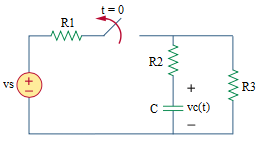 t = 0
R1
R2
vs
+
−
+
R3
C
vc(t)
−